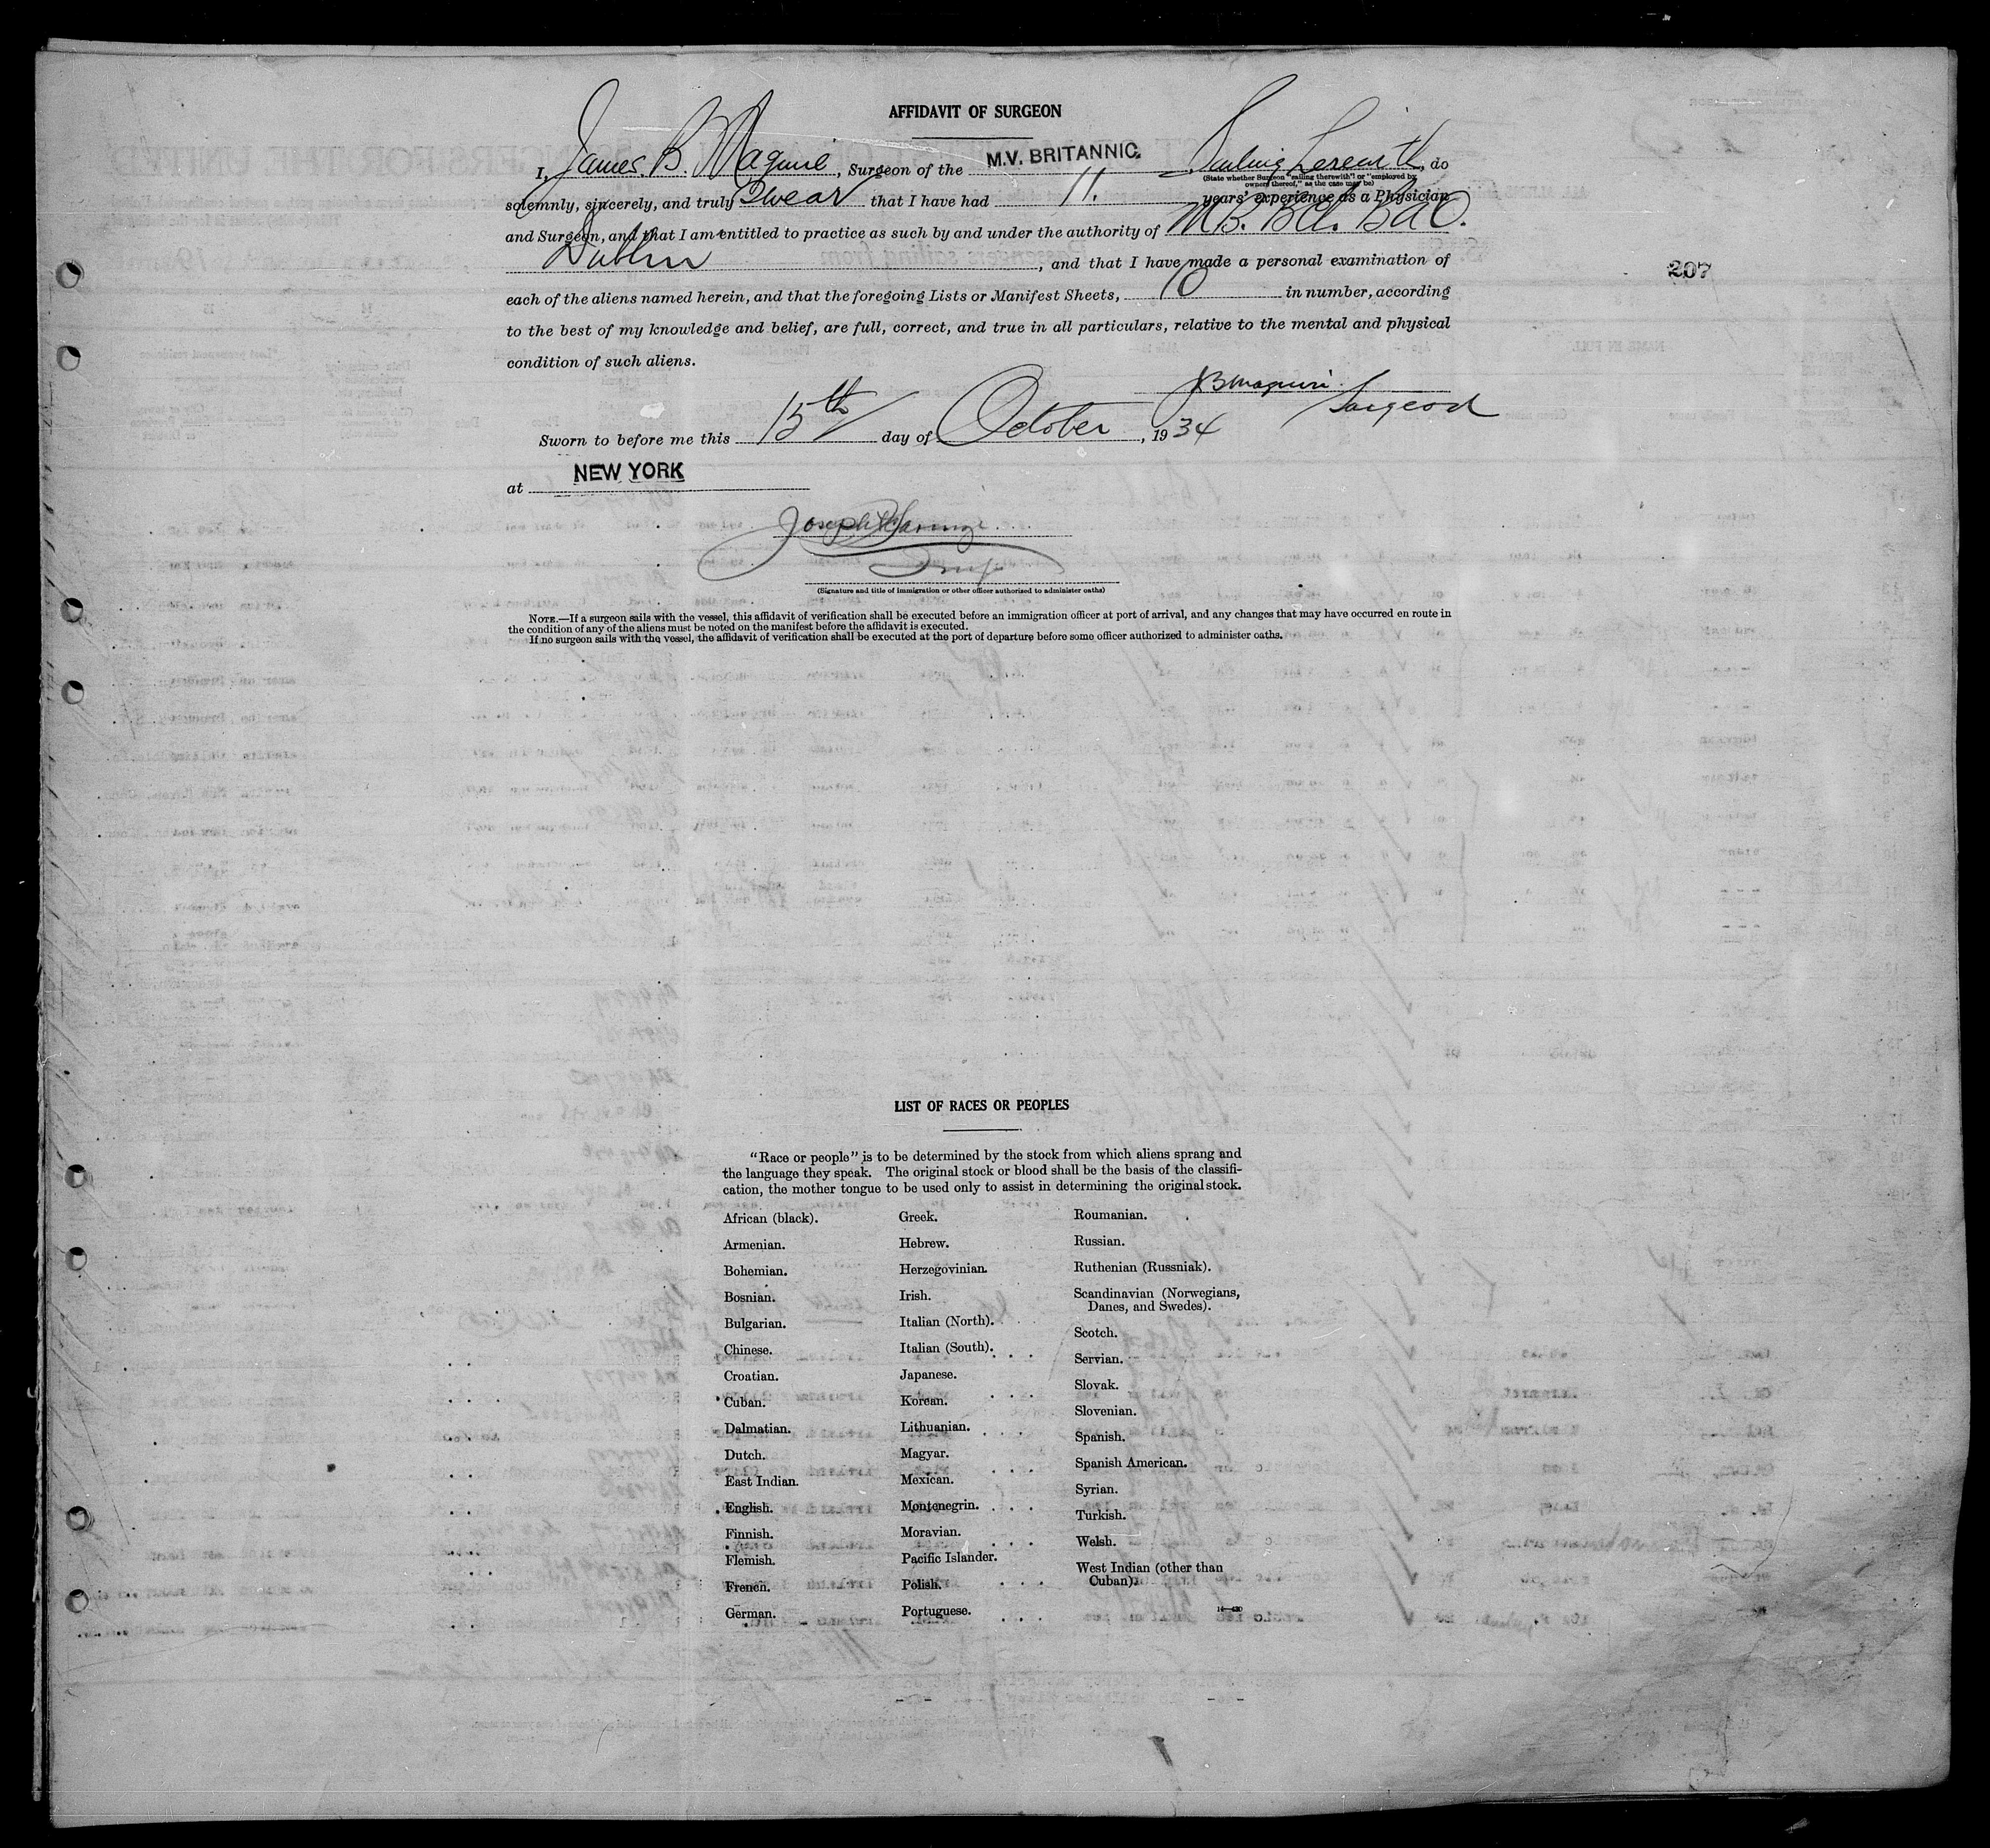 AFFIDAVIT OF SURGEON
I, James B. Maguire, Surgeon of the M.V. BRITANNIC. Sailing Therewith, do
(State whether Surgeon "sailing therewith" or "employed by
owners thereof," as the case may be)
solemnly, sincerely, and truly Swear that I have had 11. years' experience as a Physician
and Surgeon, and that I am entitled to practice as such by and under the authority of M.B. B.Ch. B.A.O.
Dublin, and that I have made a personal examination of
207
each of the aliens named herein, and that the foregoing Lists or Manifest Sheets, 10 in number, according
to the best of my knowledge and belief, are full, correct, and true in all particulars, relative to the mental and physical
condition of such aliens.
JB Maguire
Surgeon
Sworn to before me this 15th day of October, 1934
at NEW YORK
Joseph
Insp
(Signature and title of immigration or other officer authorized to administer oaths)
NOTE.—If a surgeon sails with the vessel, this affidavit of verification shall be executed before an immigration officer at port of arrival, and any changes that may have occurred en route in
the condition of any of the aliens must be noted on the manifest before the affidavit is executed.
If no surgeon sails with the vessel, the affidavit of verification shall be executed at the port of departure before some officer authorized to administer oaths.
LIST OF RACES OR PEOPLES
"Race or people" is to be determined by the stock from which aliens sprang and
the language they speak. The original stock or blood shall be the basis of the classifi-
cation, the mother tongue to be used only to assist in determining the original stock.
African (black).
Armenian.
Bohemian.
Bosnian.
Bulgarian.
Chinese.
Croatian.
Cuban.
Dalmatian.
Dutch.
East Indian.
English.
Finnish.
Flemish.
French.
German.
Greek.
Hebrew.
Herzegovinian.
Irish.
Italian (North).
Italian (South).
Japanese.
Korean.
Lithuanian.
Magyar.
Mexican.
Montenegrin.
Moravian.
Pacific Islander.
Polish.
Portuguese.
Roumanian.
Russian.
Ruthenian (Russniak).
Scandinavian (Norwegians,
Danes, and Swedes).
Scotch.
Servian.
Slovak.
Slovenian.
Spanish.
Spanish American.
Syrian.
Turkish.
Welsh.
West Indian (other than
Cuban).